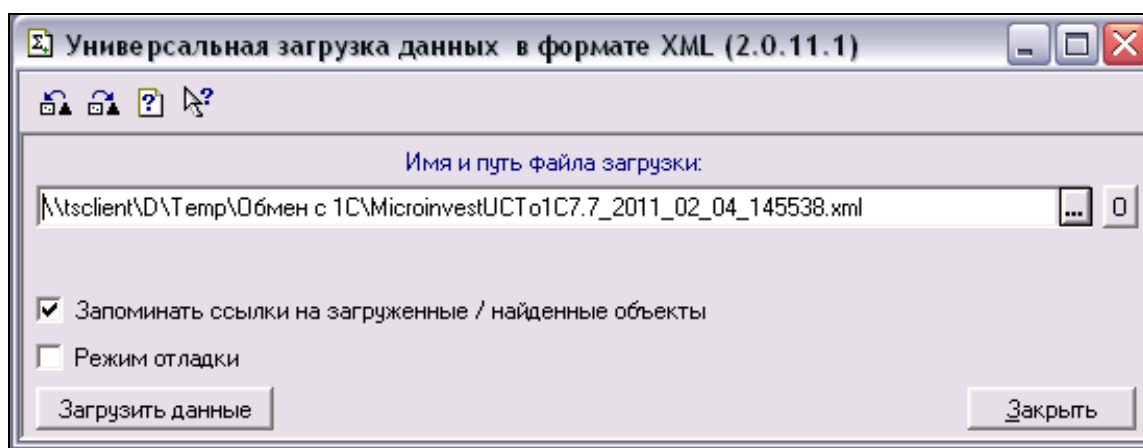 Универсальная загрузка данных в формате XML (2.0.11.1)
Имя и путь файла загрузки:
\\tsclient\D\Temp\Обмен с 1С\MicroinvestUCTo1C7.7_2011_02_04_145538.xml ... О
Запоминать ссылки на загруженные / найденные объекты
Режим отладки
Загрузить данные Закрыть